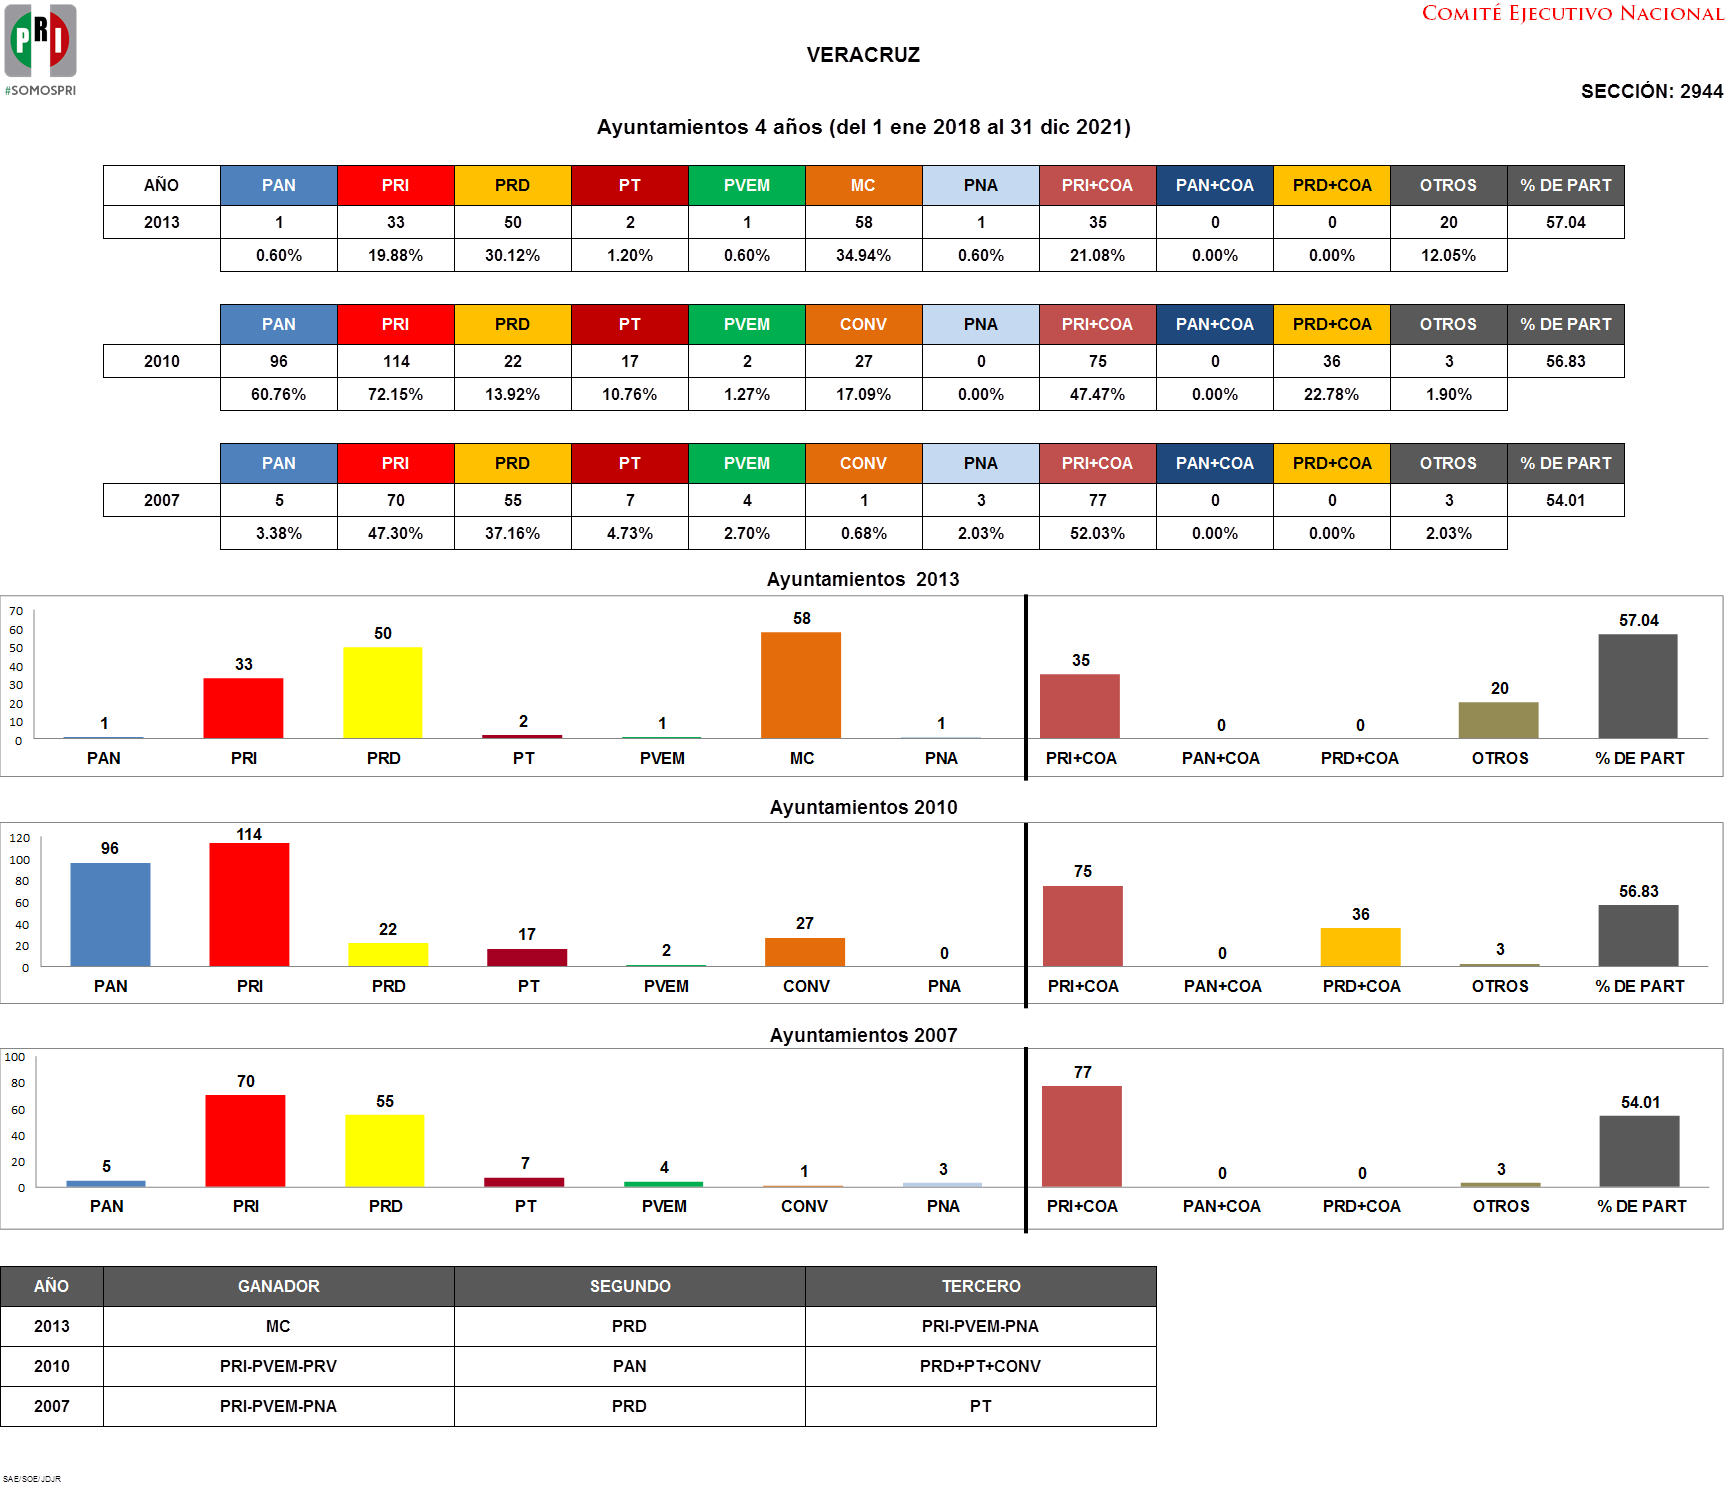 PRI
#SOMOSPRI
COMITÉ EJECUTIVO NACIONAL
VERACRUZ
SECCIÓN: 2944
Ayuntamientos 4 años (del 1 ene 2018 al 31 dic 2021)
AÑO PAN PRI PRD PT PVEM MC PNA PRI+COA PAN+COA PRD+COA OTROS % DE PART
2013 1 33 50 2 1 58 1 35 0 0 20 57.04
0.60% 19.88% 30.12% 1.20% 0.60% 34.94% 0.60% 21.08% 0.00% 0.00% 12.05%
PAN PRI PRD PT PVEM CONV PNA PRI+COA PAN+COA PRD+COA OTROS % DE PART
2010 96 114 22 17 2 27 0 75 0 36 3 56.83
60.76% 72.15% 13.92% 10.76% 1.27% 17.09% 0.00% 47.47% 0.00% 22.78% 1.90%
PAN PRI PRD PT PVEM CONV PNA PRI+COA PAN+COA PRD+COA OTROS % DE PART
2007 5 70 55 7 4 1 3 77 0 0 3 54.01
3.38% 47.30% 37.16% 4.73% 2.70% 0.68% 2.03% 52.03% 0.00% 0.00% 2.03%
Ayuntamientos 2013
70
60
50
40
30
20
10
0
1 33 50 2 1 58 1 35 0 0 20 57.04
PAN PRI PRD PT PVEM MC PNA PRI+COA PAN+COA PRD+COA OTROS % DE PART
Ayuntamientos 2010
120
100
80
60
40
20
0
96 114 22 17 2 27 0 75 0 36 3 56.83
PAN PRI PRD PT PVEM CONV PNA PRI+COA PAN+COA PRD+COA OTROS % DE PART
Ayuntamientos 2007
100
80
60
40
20
0
5 70 55 7 4 1 3 77 0 0 3 54.01
PAN PRI PRD PT PVEM CONV PNA PRI+COA PAN+COA PRD+COA OTROS % DE PART
AÑO GANADOR SEGUNDO TERCERO
2013 MC PRD PRI-PVEM-PNA
2010 PRI-PVEM-PRV PAN PRD+PT+CONV
2007 PRI-PVEM-PNA PRD PT
SAE/SOE/JDJR